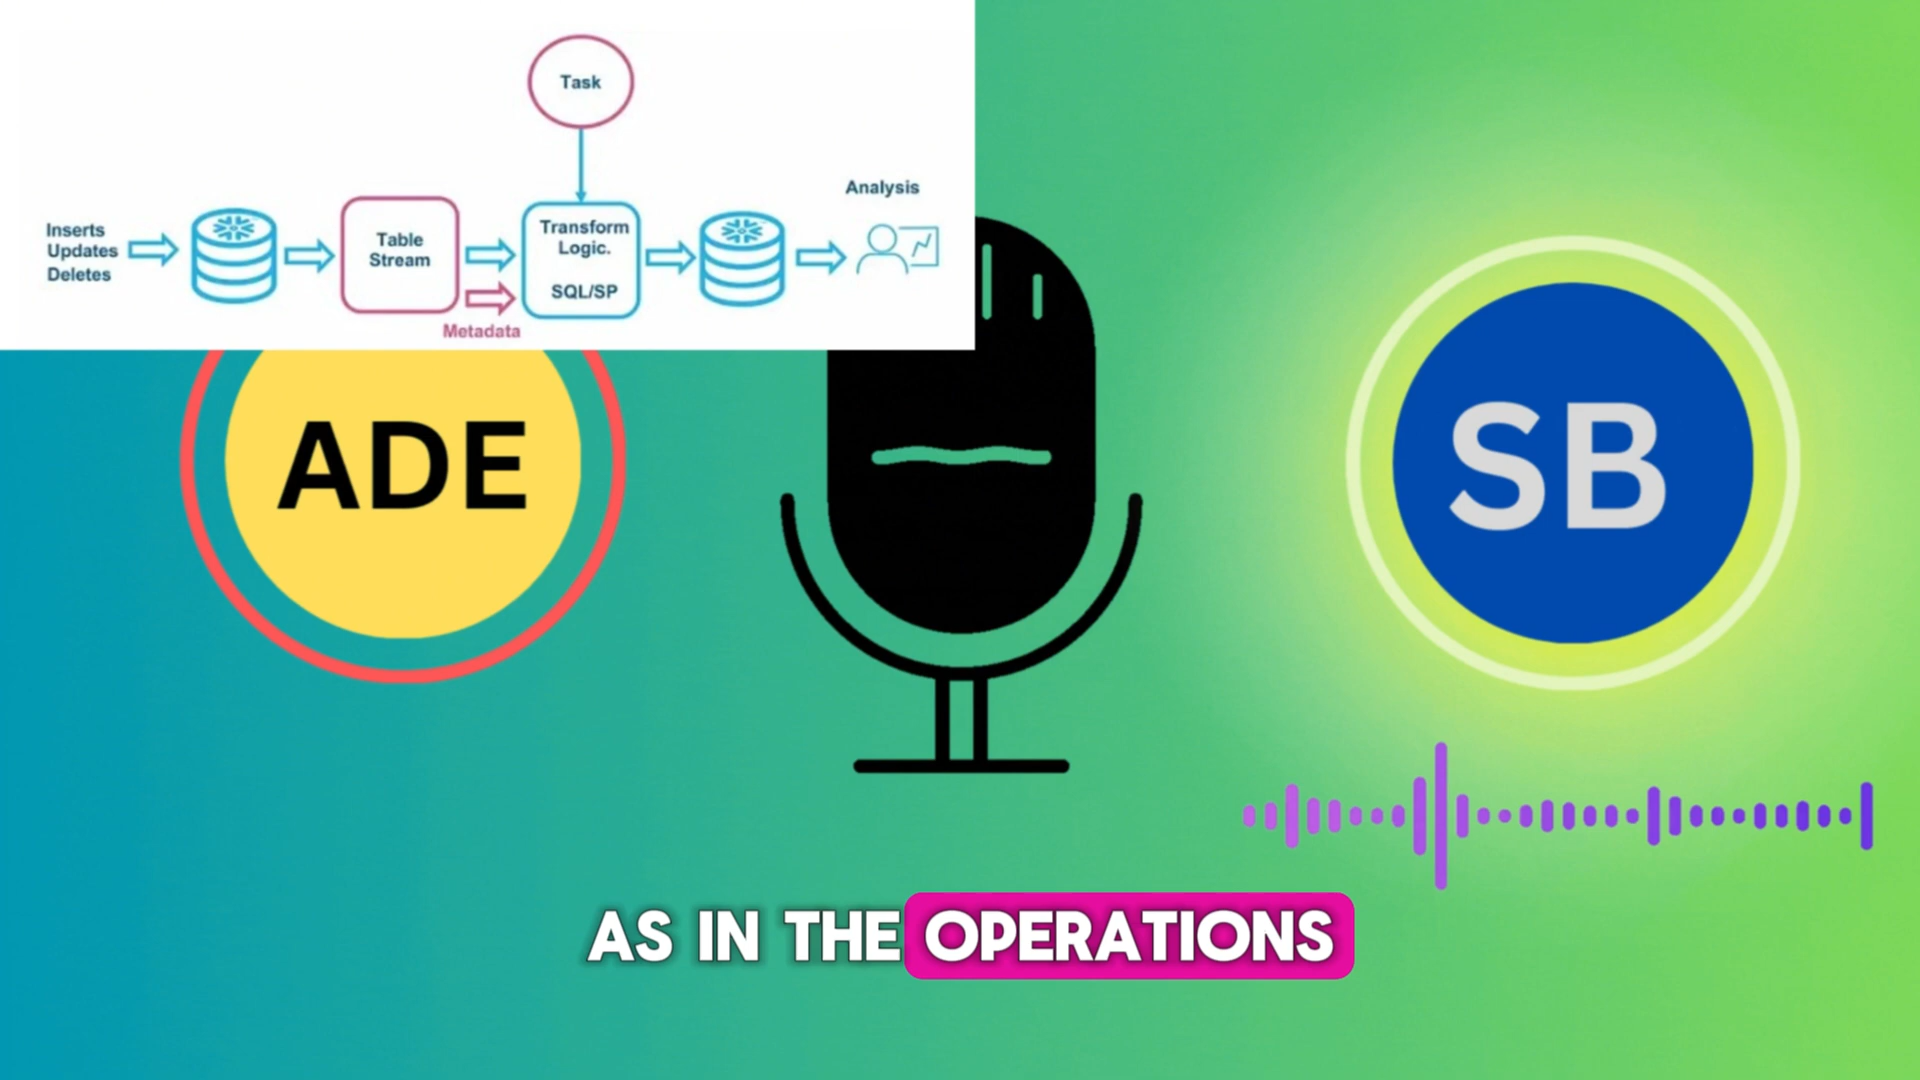 Task
Analysis
Inserts
Updates
Deletes
Table
Stream
Transform
Logic.
SQL/SP
Metadata
ADE
SB
AS IN THE OPERATIONS